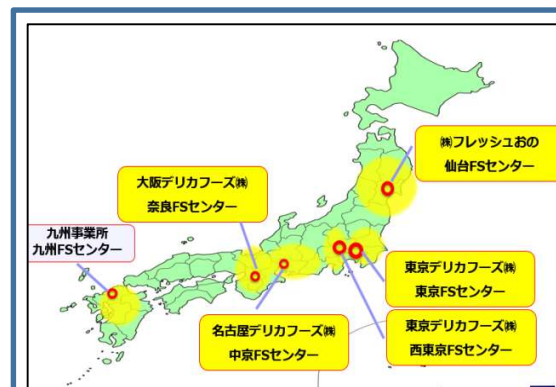 ㈱フレッシュおの
仙台FSセンター
大阪デリカフーズ㈱
奈良FSセンター
九州事業所
九州FSセンター
東京デリカフーズ㈱
東京FSセンター
名古屋デリカフーズ㈱
中京FSセンター
東京デリカフーズ㈱
西東京FSセンター